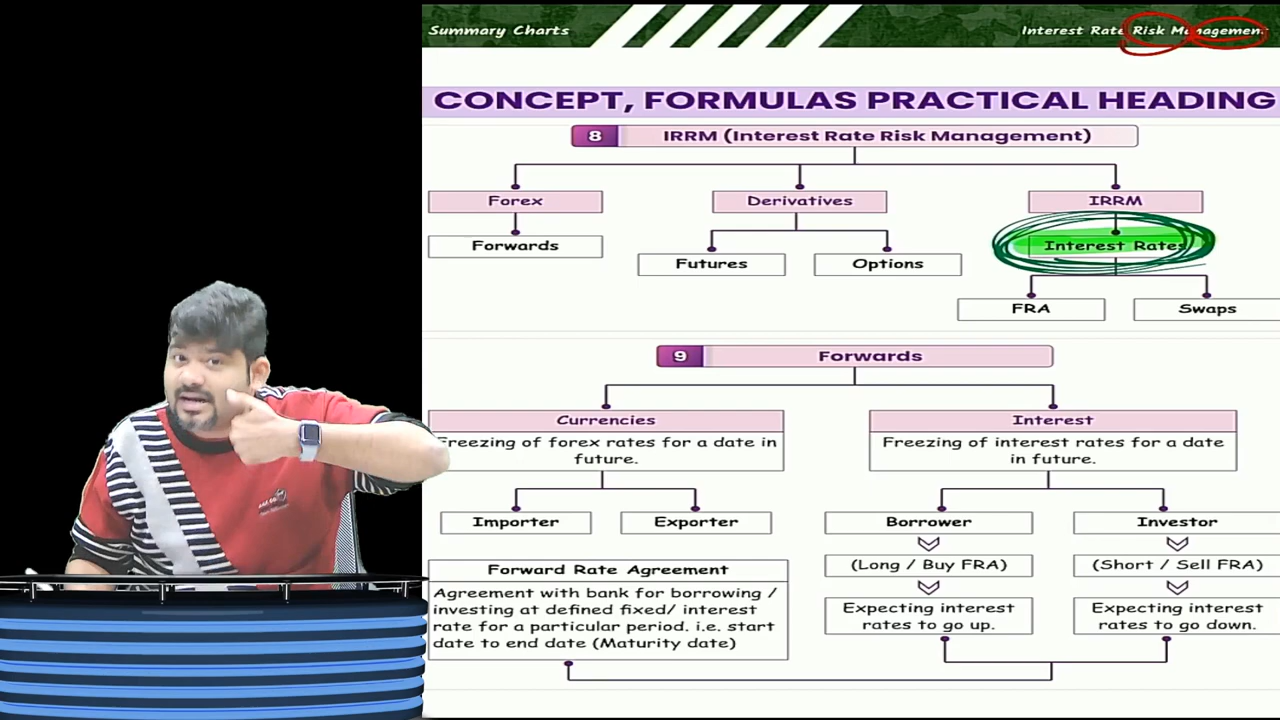 Summary Charts
Interest Rate Risk Management
CONCEPT, FORMULAS PRACTICAL HEADING
8 IRRM (Interest Rate Risk Management)
Forex
Derivatives
IRRM
Forwards
Futures
Options
Interest Rates
FRA
Swaps
9 Forwards
Currencies
Freezing of forex rates for a date in
future.
Interest
Freezing of interest rates for a date
in future.
Importer
Exporter
Borrower
Investor
(Long / Buy FRA)
(Short / Sell FRA)
Expecting interest
rates to go up.
Expecting interest
rates to go down.
Forward Rate Agreement
Agreement with bank for borrowing /
investing at defined fixed/ interest
rate for a particular period. i.e. start
date to end date (Maturity date)